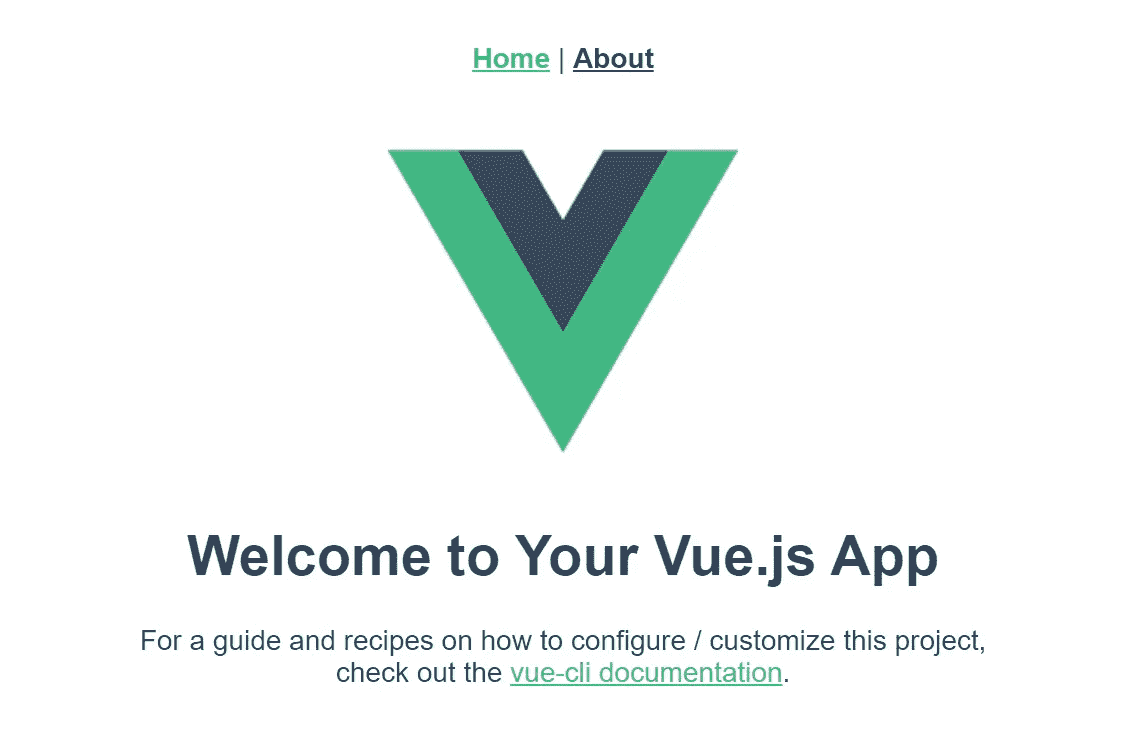 Home | About
Welcome to Your Vue.js App
For a guide and recipes on how to configure / customize this project,
check out the vue-cli documentation.